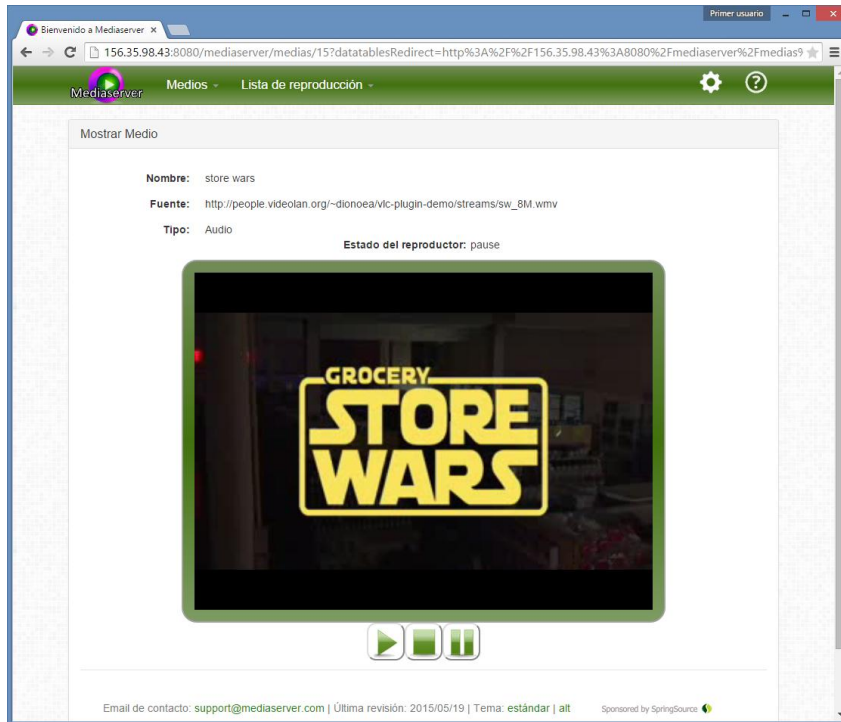 Primer usuario
Bienvenido a Mediaserver
156.35.98.43:8080/mediaserver/medias/15?datatablesRedirect=http%3A%2F%2F156.35.98.43%3A8080%2Fmediaserver%2Fmedias9
Mediaserver
Medios
Lista de reproducción
Mostrar Medio
Nombre: store wars
Fuente: http://people.videolan.org/~dionoea/vlc-plugin-demo/streams/sw_8M.wmv
Tipo: Audio
Estado del reproductor: pause
GROCERY
STORE
WARS
Email de contacto: support@mediaserver.com | Última revisión: 2015/05/19 | Tema: estándar | alt
Sponsored by SpringSource